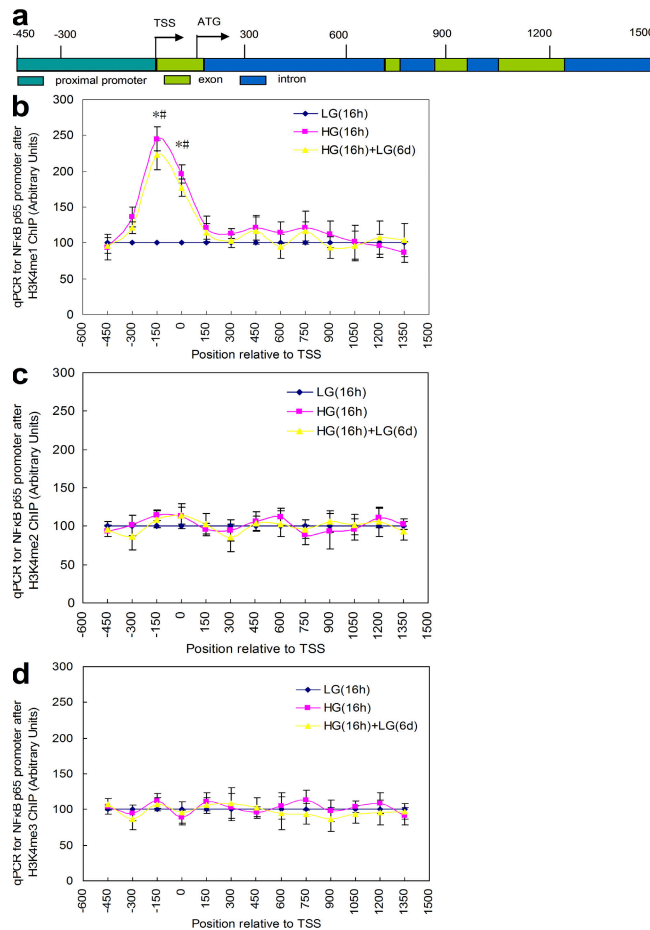 a
TSS ATG
-450 -300 300 600 900 1200 1500
proximal promoter exon intron
b
qPCR for NFκB p65 promoter after
H3K4me1 ChIP (Arbitrary Units)
300
250
200
150
100
50
0
LG(16h)
HG(16h)
HG(16h)+LG(6d)
*# *#
-600 -450 -300 -150 0 150 300 450 600 750 900 1050 1200 1350 1500
Position relative to TSS
c
qPCR for NFκB p65 promoter after
H3K4me2 ChIP (Arbitrary Units)
300
250
200
150
100
50
0
LG(16h)
HG(16h)
HG(16h)+LG(6d)
-600 -450 -300 -150 0 150 300 450 600 750 900 1050 1200 1350 1500
Position relative to TSS
d
qPCR for NFκB p65 promoter after
H3K4me3 ChIP (Arbitrary Units)
300
250
200
150
100
50
0
LG(16h)
HG(16h)
HG(16h)+LG(6d)
-600 -450 -300 -150 0 150 300 450 600 750 900 1050 1200 1350 1500
Position relative to TSS